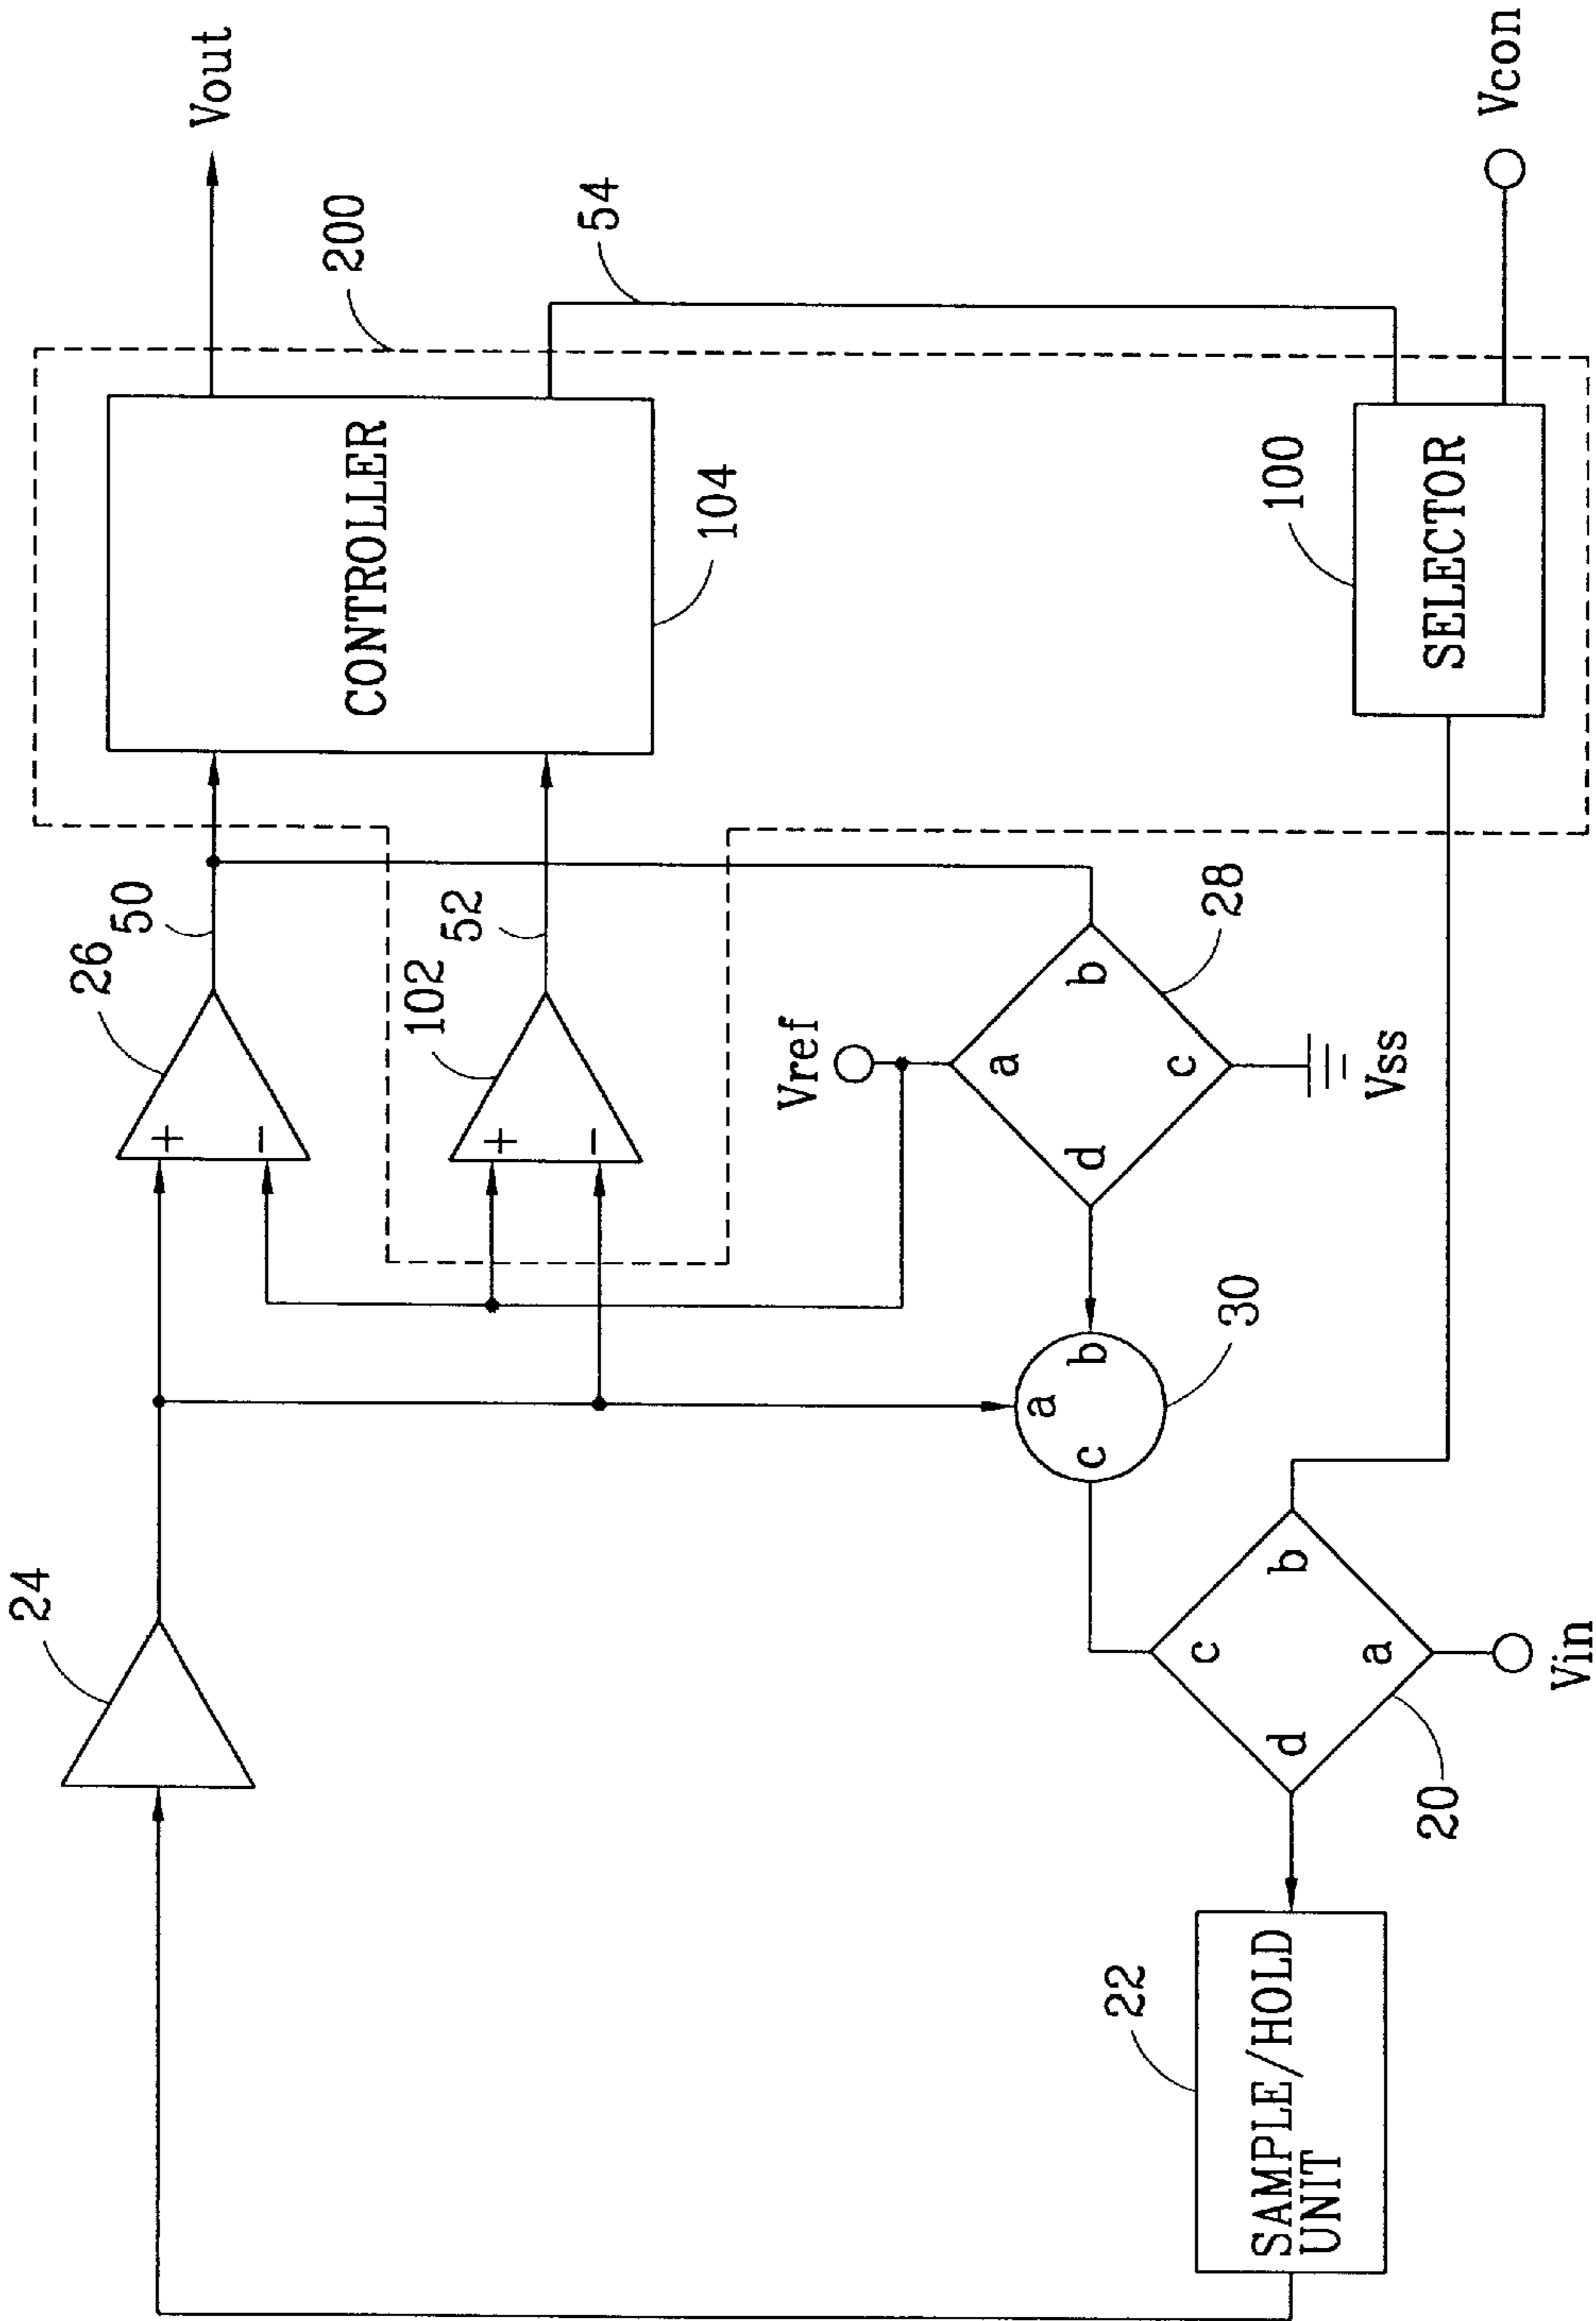 24
26
50
Vout
102
52
200
CONTROLLER
104
54
+
-
+
-
Vref
a
b
c
d
28
Vss
a
b
c
30
22
SAMPLE/HOLD
UNIT
c
b
d
a
20
Vin
100
SELECTOR
Vcon